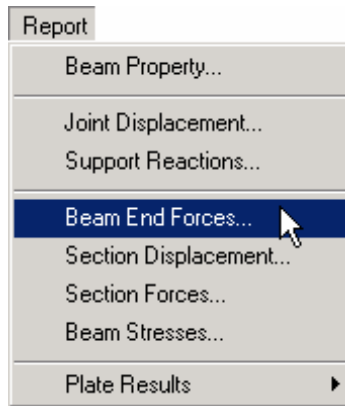 Report
Beam Property...
Joint Displacement...
Support Reactions...
Beam End Forces...
Section Displacement...
Section Forces...
Beam Stresses...
Plate Results